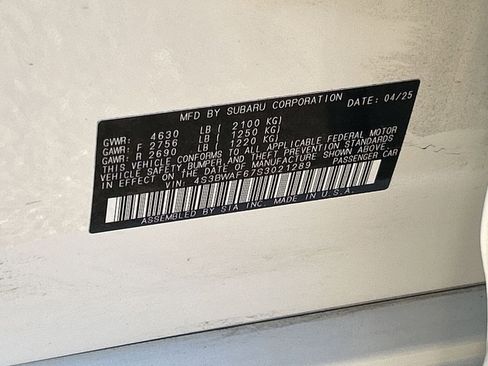 MFD BY SUBARU CORPORATION DATE: 04/25
GVWR: 4630 LB ( 2100 KG)
GAWR: F 2756 LB ( 1250 KG)
GAWR: R 2690 LB ( 1220 KG)
THIS VEHICLE CONFORMS TO ALL APPLICABLE FEDERAL MOTOR
VEHICLE SAFETY, BUMPER, AND THEFT PREVENTION STANDARDS
IN EFFECT ON THE DATE OF MANUFACTURE SHOWN ABOVE.
VIN: 4S3BWAF67S3021289 PASSENGER CAR
ASSEMBLED BY SIA INC. MADE IN U.S.A.